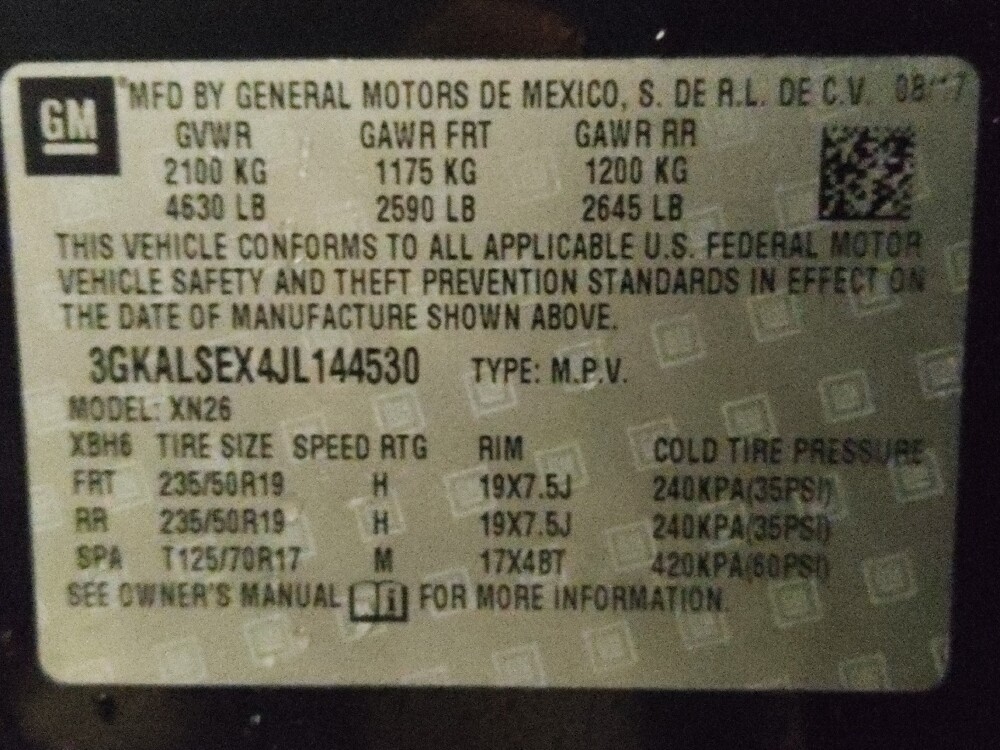 GM
MFD BY GENERAL MOTORS DE MEXICO, S. DE R.L. DE C.V. 08/17
GVWR GAWR FRT GAWR RR
2100 KG 1175 KG 1200 KG
4630 LB 2590 LB 2645 LB
THIS VEHICLE CONFORMS TO ALL APPLICABLE U.S. FEDERAL MOTOR
VEHICLE SAFETY AND THEFT PREVENTION STANDARDS IN EFFECT ON
THE DATE OF MANUFACTURE SHOWN ABOVE.
3GKALSEX4JL144530 TYPE: M.P.V.
MODEL: XN26
XBH6 TIRE SIZE SPEED RTG RIM COLD TIRE PRESSURE
FRT 235/50R19 H 19X7.5J 240KPA(35PSI)
RR 235/50R19 H 19X7.5J 240KPA(35PSI)
SPA T125/70R17 M 17X4BT 420KPA(60PSI)
SEE OWNER'S MANUAL i FOR MORE INFORMATION.